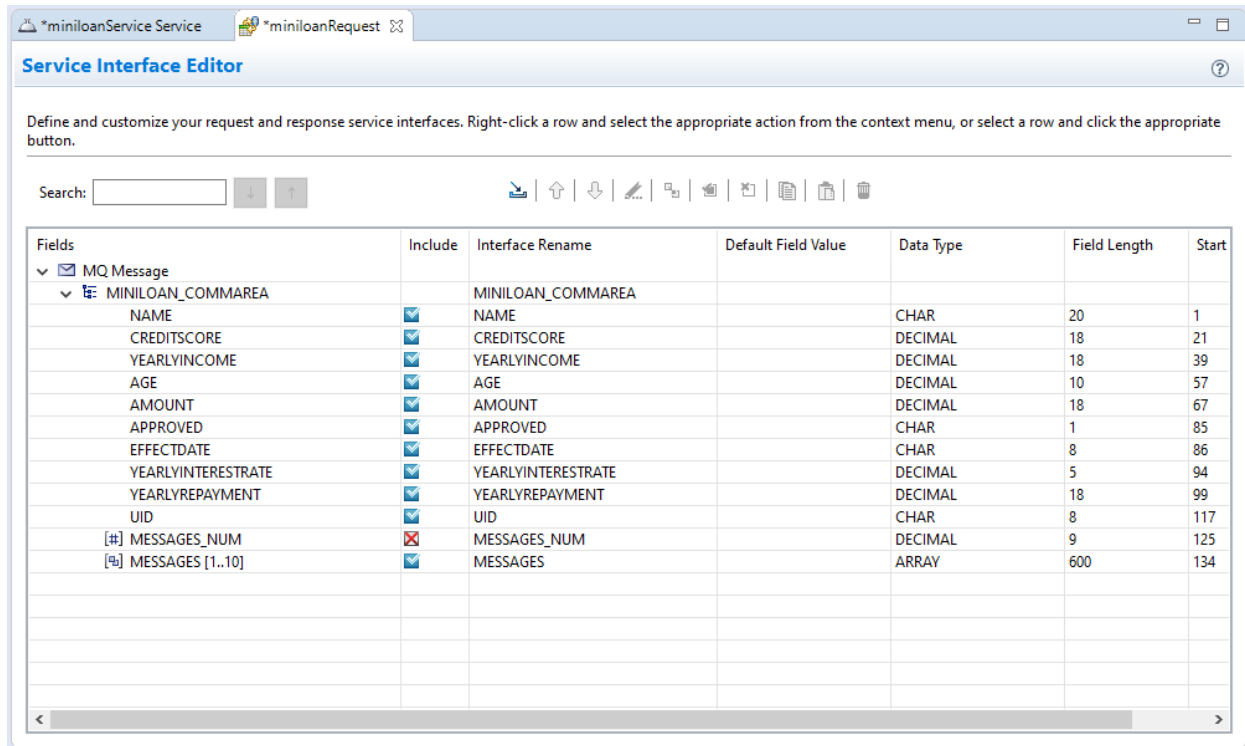 *miniloanService Service *miniloanRequest
Service Interface Editor
Define and customize your request and response service interfaces. Right-click a row and select the appropriate action from the context menu, or select a row and click the appropriate
button.
Search:
Fields Include Interface Rename Default Field Value Data Type Field Length Start
MQ Message
MINILOAN_COMMAREA MINILOAN_COMMAREA
NAME NAME CHAR 20 1
CREDITSCORE CREDITSCORE DECIMAL 18 21
YEARLYINCOME YEARLYINCOME DECIMAL 18 39
AGE AGE DECIMAL 10 57
AMOUNT AMOUNT DECIMAL 18 67
APPROVED APPROVED CHAR 1 85
EFFECTDATE EFFECTDATE CHAR 8 86
YEARLYINTERESTRATE YEARLYINTERESTRATE DECIMAL 5 94
YEARLYREPAYMENT YEARLYREPAYMENT DECIMAL 18 99
UID UID CHAR 8 117
[#] MESSAGES_NUM MESSAGES_NUM DECIMAL 9 125
MESSAGES [1..10] MESSAGES ARRAY 600 134